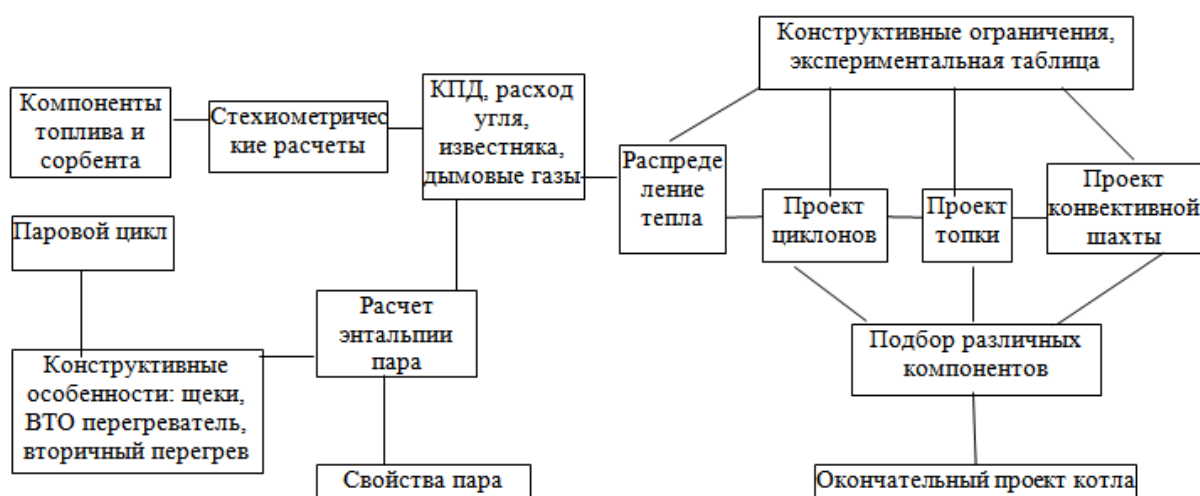 Конструктивные ограничения,
экспериментальная таблица
Компоненты
топлива и
сорбента
Стехиометричес
кие расчеты
КПД, расход
угля,
известняка,
дымовые газы
Распреде
ление
тепла
Проект
циклонов
Проект
топки
Проект
конвективной
шахты
Паровой цикл
Расчет
энтальпии
пара
Конструктивные
особенности: щеки,
ВТО перегреватель,
вторичный перегрев
Подбор различных
компонентов
Свойства пара
Окончательный проект котла